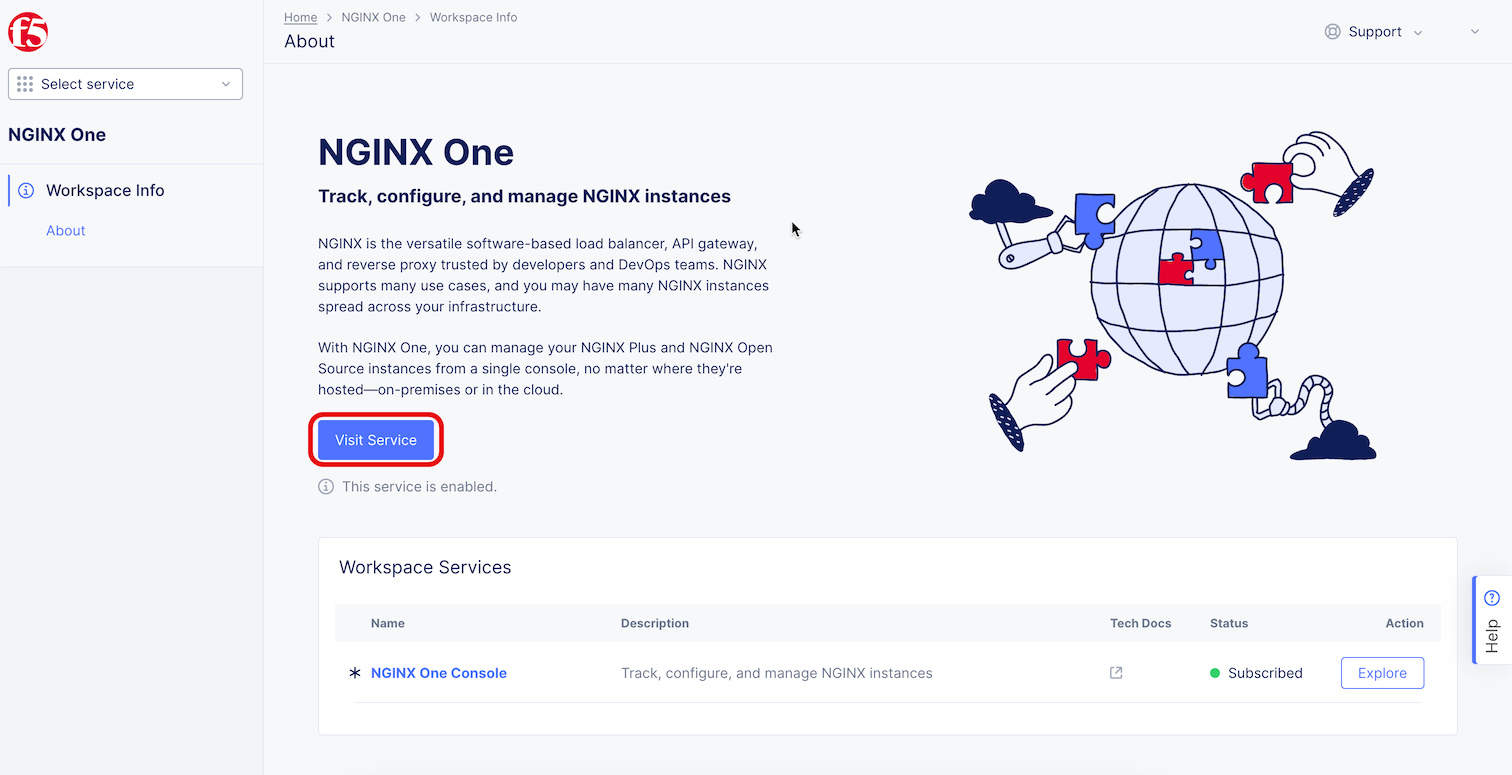 f5
Home > NGINX One > Workspace Info
About
Support
Select service
NGINX One
Workspace Info
About
NGINX One
Track, configure, and manage NGINX instances
NGINX is the versatile software-based load balancer, API gateway,
and reverse proxy trusted by developers and DevOps teams. NGINX
supports many use cases, and you may have many NGINX instances
spread across your infrastructure.
With NGINX One, you can manage your NGINX Plus and NGINX Open
Source instances from a single console, no matter where they're
hosted—on-premises or in the cloud.
Visit Service
This service is enabled.
Workspace Services
Name Description Tech Docs Status Action
NGINX One Console Track, configure, and manage NGINX instances Subscribed Explore
Help